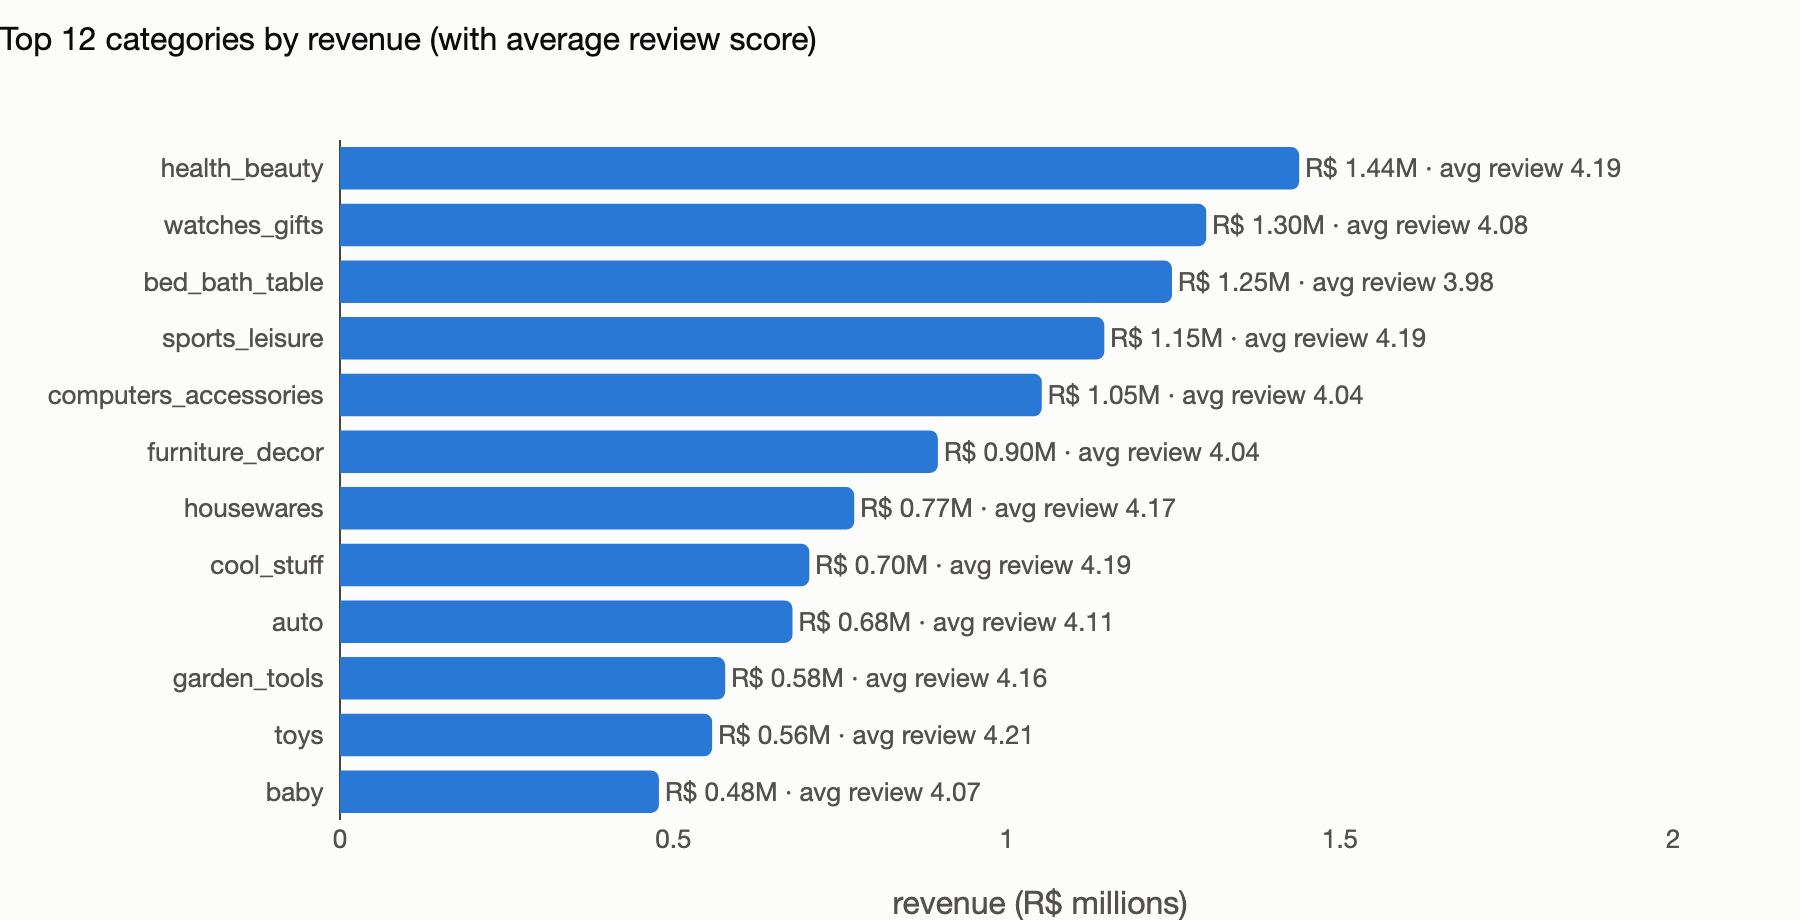 Top 12 categories by revenue (with average review score)
health_beauty R$ 1.44M · avg review 4.19
watches_gifts R$ 1.30M · avg review 4.08
bed_bath_table R$ 1.25M · avg review 3.98
sports_leisure R$ 1.15M · avg review 4.19
computers_accessories R$ 1.05M · avg review 4.04
furniture_decor R$ 0.90M · avg review 4.04
housewares R$ 0.77M · avg review 4.17
cool_stuff R$ 0.70M · avg review 4.19
auto R$ 0.68M · avg review 4.11
garden_tools R$ 0.58M · avg review 4.16
toys R$ 0.56M · avg review 4.21
baby R$ 0.48M · avg review 4.07
0 0.5 1 1.5 2
revenue (R$ millions)